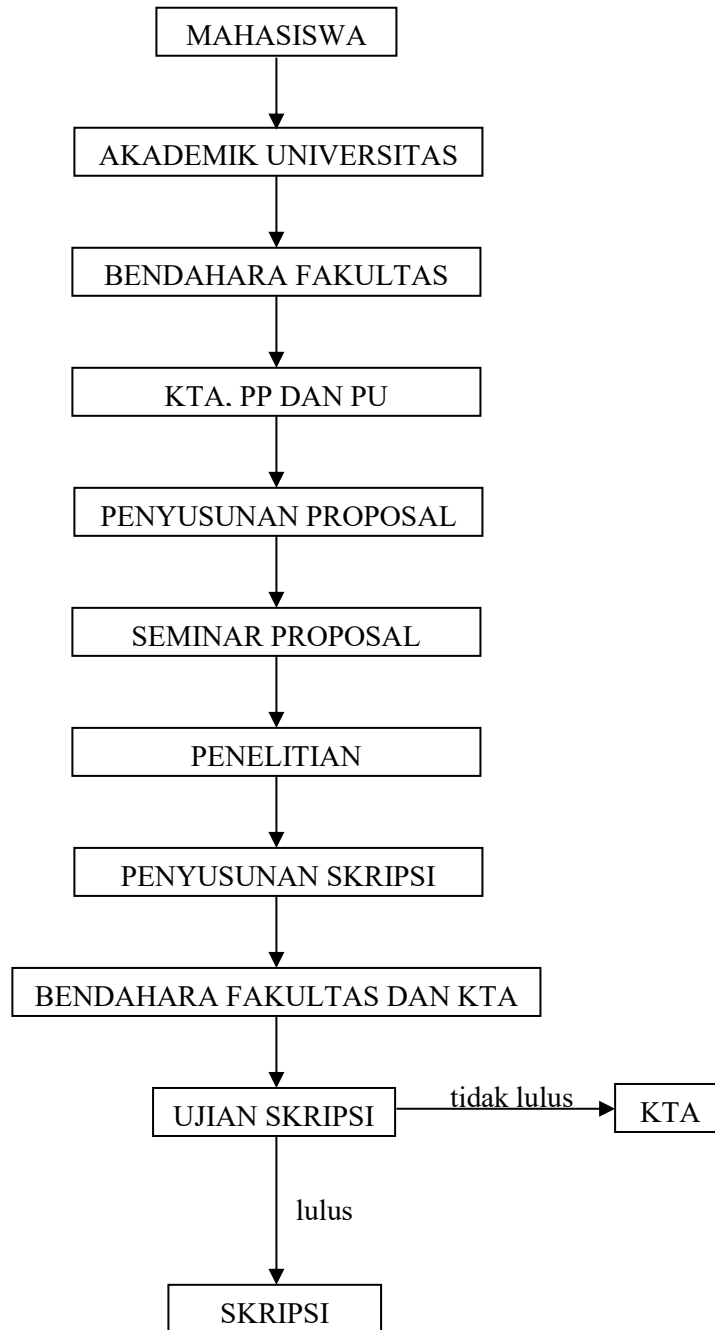 MAHASISWA
AKADEMIK UNIVERSITAS
BENDAHARA FAKULTAS
KTA, PP DAN PU
PENYUSUNAN PROPOSAL
SEMINAR PROPOSAL
PENELITIAN
PENYUSUNAN SKRIPSI
BENDAHARA FAKULTAS DAN KTA
UJIAN SKRIPSI
tidak lulus
KTA
lulus
SKRIPSI